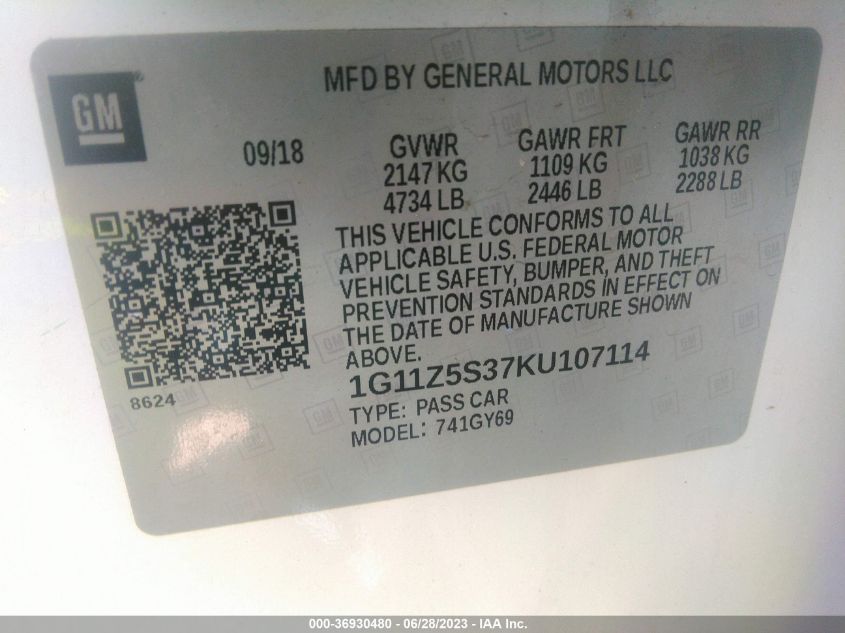 GM
MFD BY GENERAL MOTORS LLC
09/18
GVWR
2147 KG
4734 LB
GAWR FRT
1109 KG
2446 LB
GAWR RR
1038 KG
2288 LB
THIS VEHICLE CONFORMS TO ALL
APPLICABLE U.S. FEDERAL MOTOR
VEHICLE SAFETY, BUMPER, AND THEFT
PREVENTION STANDARDS IN EFFECT ON
THE DATE OF MANUFACTURE SHOWN
ABOVE.
1G11Z5S37KU107114
8624
TYPE: PASS CAR
MODEL: 741GY69
000-36930480 - 06/28/2023 - IAA Inc.